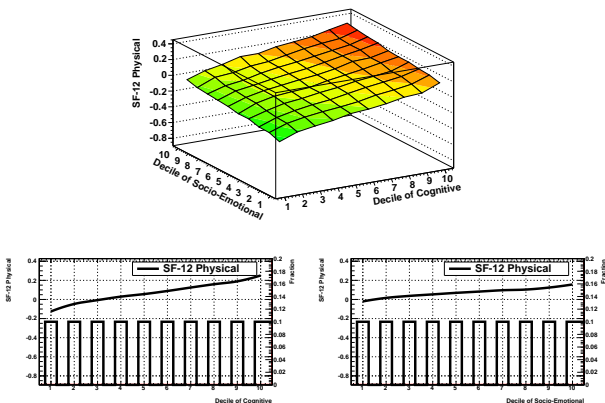 SF-12 Physical
0.4
0.2
0
-0.2
-0.4
-0.6
-0.8
10 9 8 7 6 5 4 3 2 1
Decile of Socio-Emotional
1 2 3 4 5 6 7 8 9 10
Decile of Cognitive
SF-12 Physical
0.4
0.2
0
-0.2
-0.4
-0.6
-0.8
SF-12 Physical
0.2
0.18
0.16
0.14
0.12
0.1
0.08
0.06
0.04
0.02
0
Fraction
1 2 3 4 5 6 7 8 9 10
Decile of Cognitive
SF-12 Physical
0.4
0.2
0
-0.2
-0.4
-0.6
-0.8
SF-12 Physical
0.2
0.18
0.16
0.14
0.12
0.1
0.08
0.06
0.04
0.02
0
Fraction
1 2 3 4 5 6 7 8 9 10
Decile of Socio-Emotional